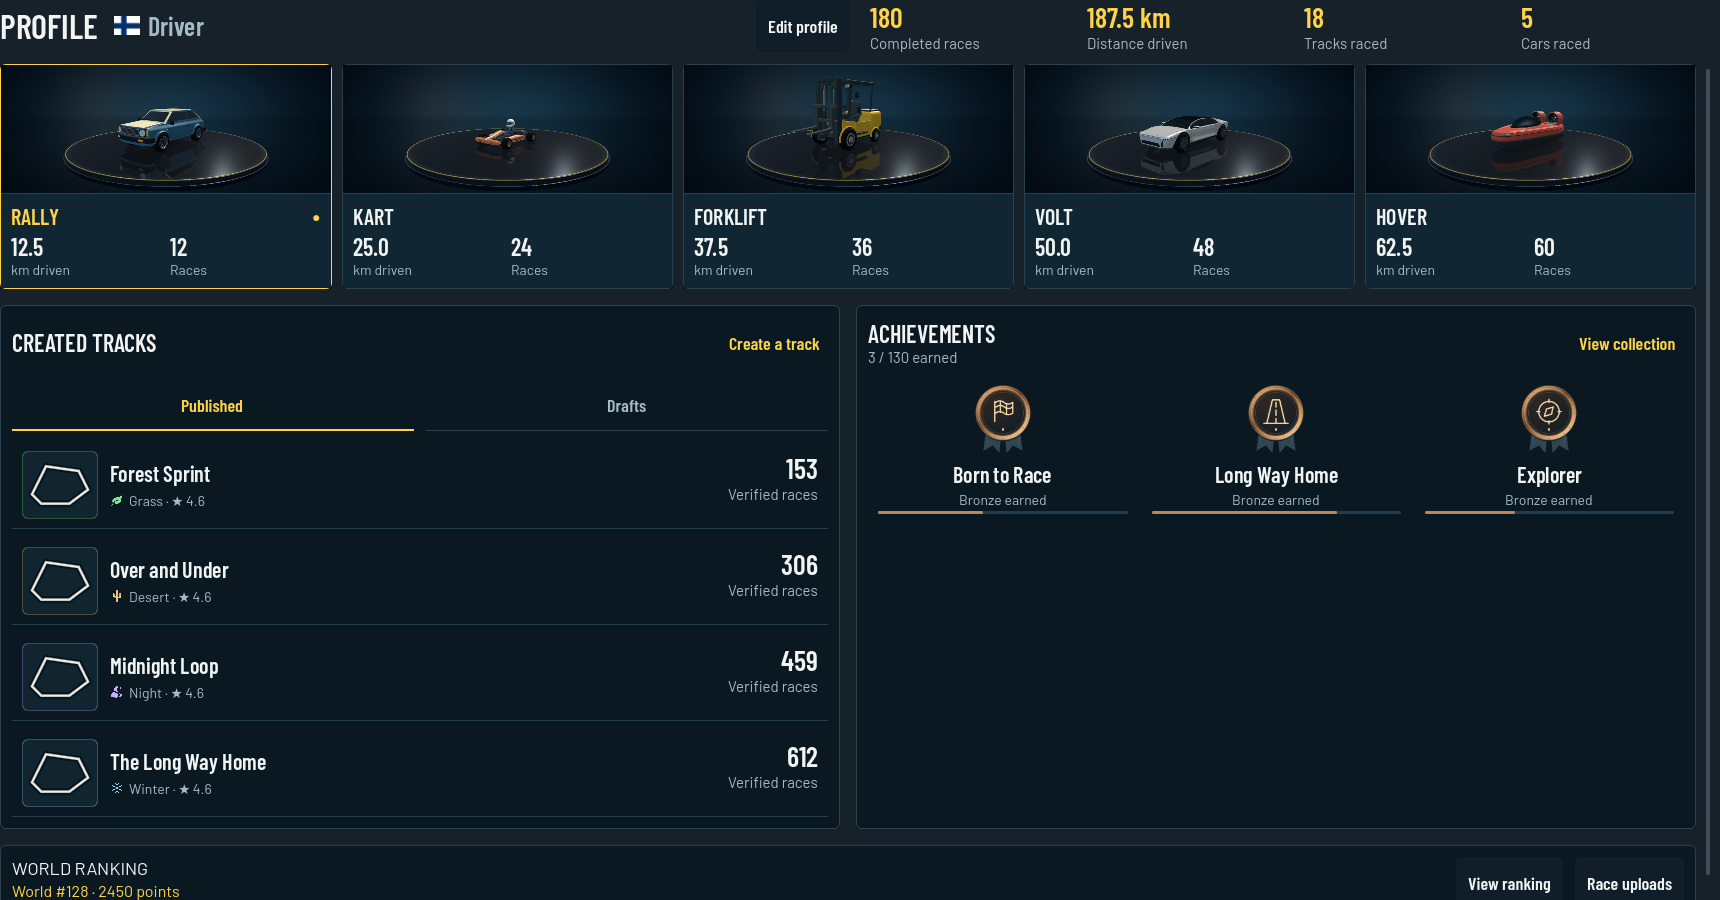 PROFILE
Driver
Edit profile
180
Completed races
187.5 km
Distance driven
18
Tracks raced
5
Cars raced
RALLY
12.5
km driven
12
Races
KART
25.0
km driven
24
Races
FORKLIFT
37.5
km driven
36
Races
VOLT
50.0
km driven
48
Races
HOVER
62.5
km driven
60
Races
CREATED TRACKS
Create a track
Published
Drafts
Forest Sprint
Grass · ★ 4.6
153
Verified races
Over and Under
Desert · ★ 4.6
306
Verified races
Midnight Loop
Night · ★ 4.6
459
Verified races
The Long Way Home
Winter · ★ 4.6
612
Verified races
ACHIEVEMENTS
3 / 130 earned
View collection
Born to Race
Bronze earned
Long Way Home
Bronze earned
Explorer
Bronze earned
WORLD RANKING
World #128 · 2450 points
View ranking
Race uploads